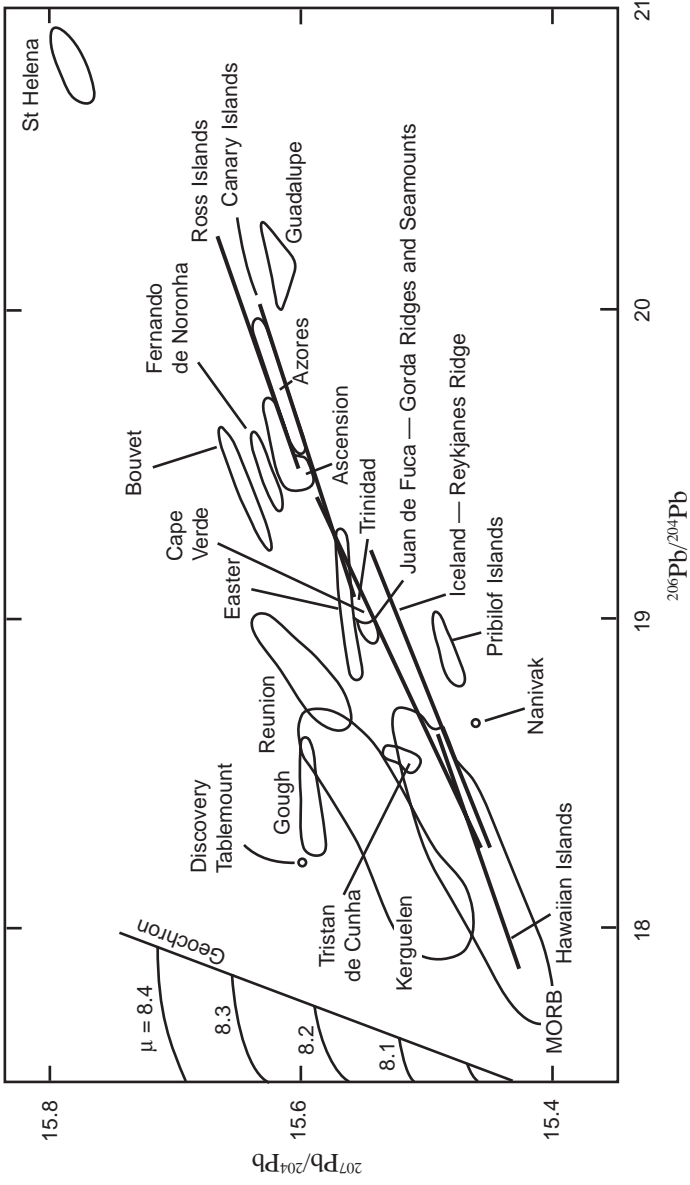 15.8
15.6
15.4
²⁰⁷Pb/²⁰⁴Pb
18
19
20
21
²⁰⁶Pb/²⁰⁴Pb
μ = 8.4
8.3
8.2
8.1
Geochron
MORB
Hawaiian Islands
Kerguelen
Tristan
de Cunha
Discovery
Tablemount
Gough
Reunion
Nanivak
Pribilof Islands
Iceland — Reykjanes Ridge
Juan de Fuca — Gorda Ridges and Seamounts
Trinidad
Ascension
Easter
Cape
Verde
Bouvet
Fernando
de Noronha
Azores
Guadalupe
Canary Islands
Ross Islands
St Helena